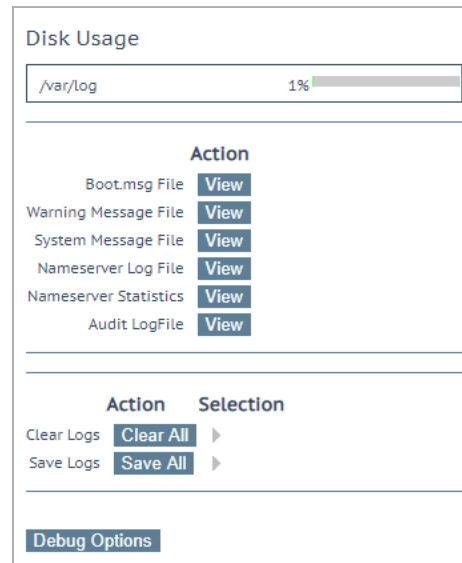 Disk Usage
/var/log 1%
Action
Boot.msg File View
Warning Message File View
System Message File View
Nameserver Log File View
Nameserver Statistics View
Audit LogFile View
Action Selection
Clear Logs Clear All
Save Logs Save All
Debug Options